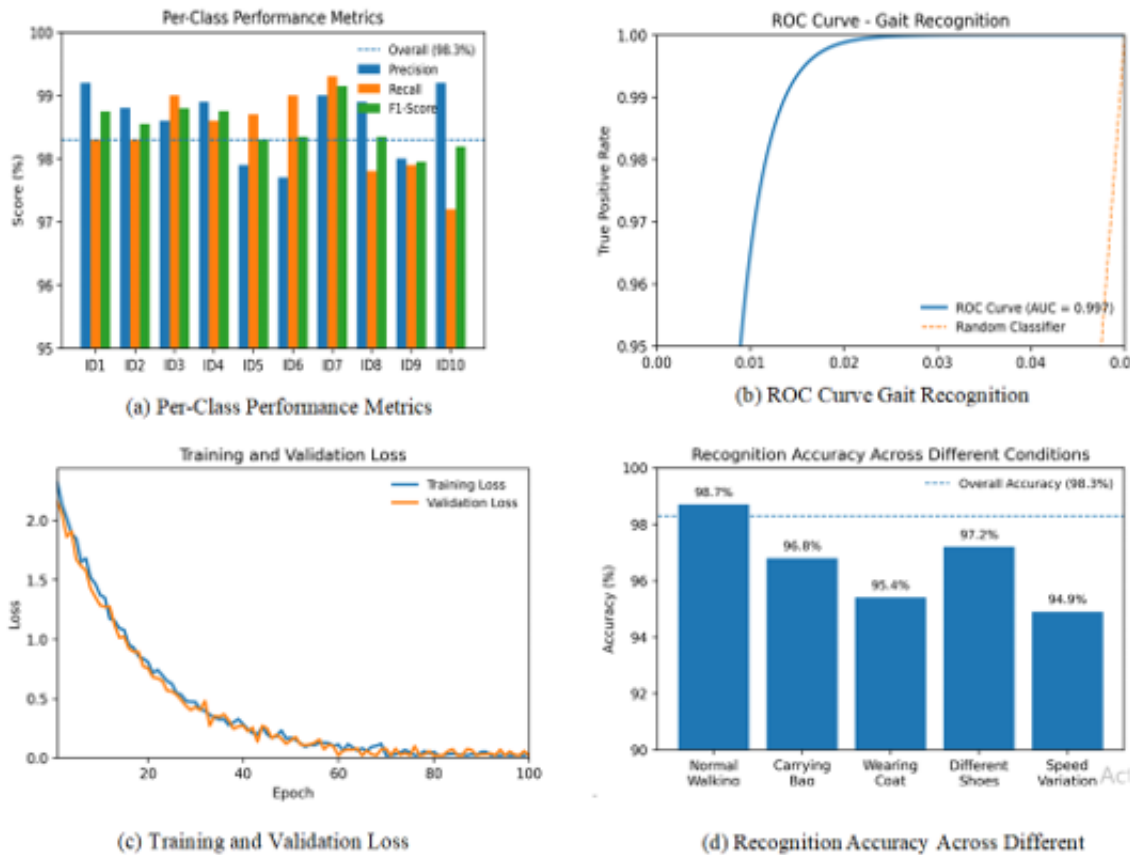 Per-Class Performance Metrics
Score (%)
100
99
98
97
96
95
Overall (98.3%)
Precision
Recall
F1-Score
ID1 ID2 ID3 ID4 ID5 ID6 ID7 ID8 ID9 ID10
(a) Per-Class Performance Metrics
ROC Curve - Gait Recognition
True Positive Rate
1.00
0.99
0.98
0.97
0.96
0.95
ROC Curve (AUC = 0.997)
Random Classifier
0.00 0.01 0.02 0.03 0.04 0.0
(b) ROC Curve Gait Recognition
Training and Validation Loss
Loss
2.0
1.5
1.0
0.5
0.0
Training Loss
Validation Loss
20 40 60 80 100
Epoch
(c) Training and Validation Loss
Recognition Accuracy Across Different Conditions
Accuracy (%)
100
98
96
94
92
90
Overall Accuracy (98.3%)
98.7%
96.8%
95.4%
97.2%
94.9%
Normal Carrying Wearing Different Speed
Walking Bag Coat Shoes Variation
Act
(d) Recognition Accuracy Across Different